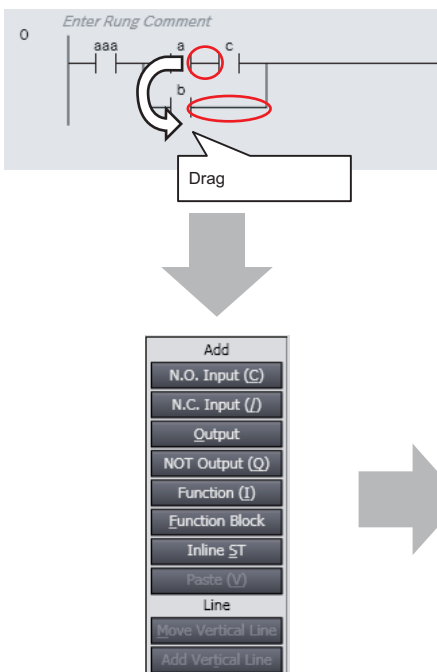 Enter Rung Comment
0
aaa a c
b
Drag
Add
N.O. Input (C)
N.C. Input (/)
Output
NOT Output (Q)
Function (I)
Function Block
Inline ST
Paste (V)
Line
Move Vertical Line
Add Vertical Line